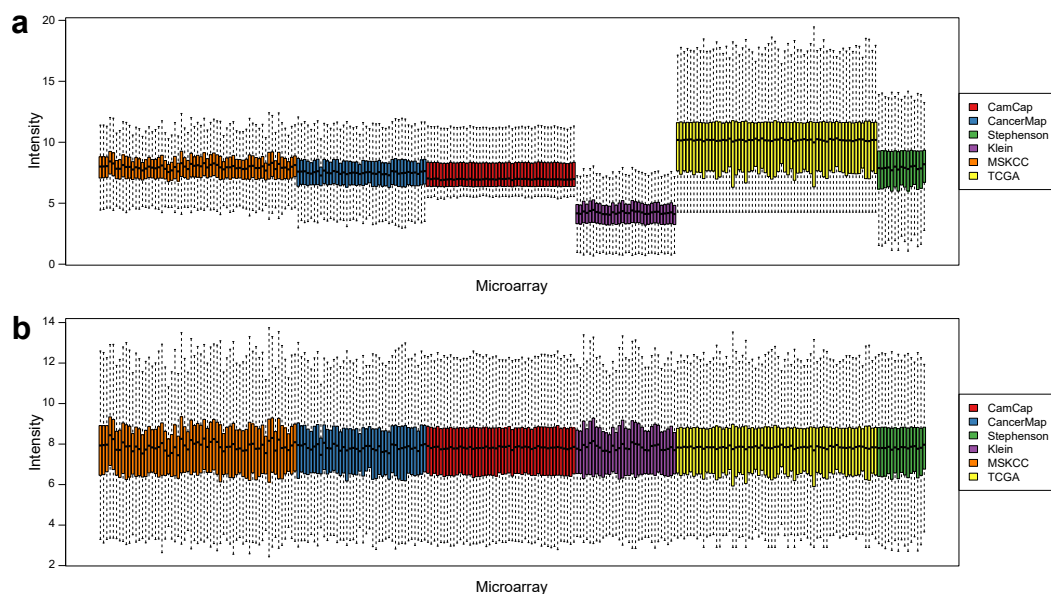 a
20
15
10
5
0
Intensity
Microarray
CamCap
CancerMap
Stephenson
Klein
MSKCC
TCGA
b
14
12
10
8
6
4
2
Intensity
Microarray
CamCap
CancerMap
Stephenson
Klein
MSKCC
TCGA